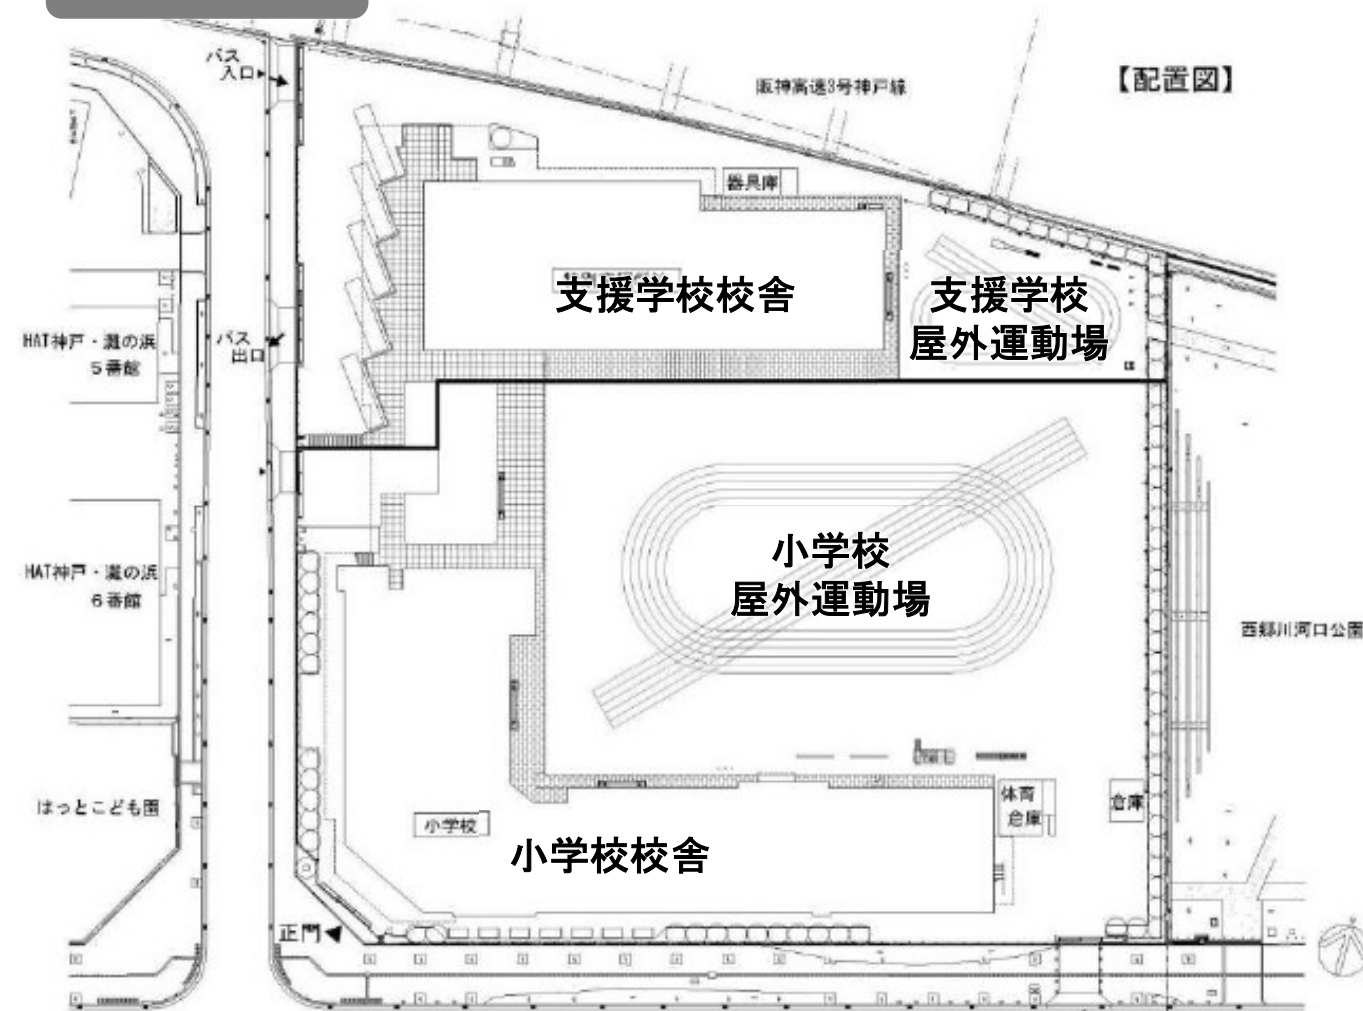 バス
入口
阪神高速3号神戸線
【配置図】
器具庫
支援学校校舎
支援学校
屋外運動場
HAT神戸・灘の浜
5番館
バス
出口
小学校
屋外運動場
HAT神戸・灘の浜
6番館
西郷川河口公園
はっとこども園
小学校
小学校校舎
体育
倉庫
倉庫
正門